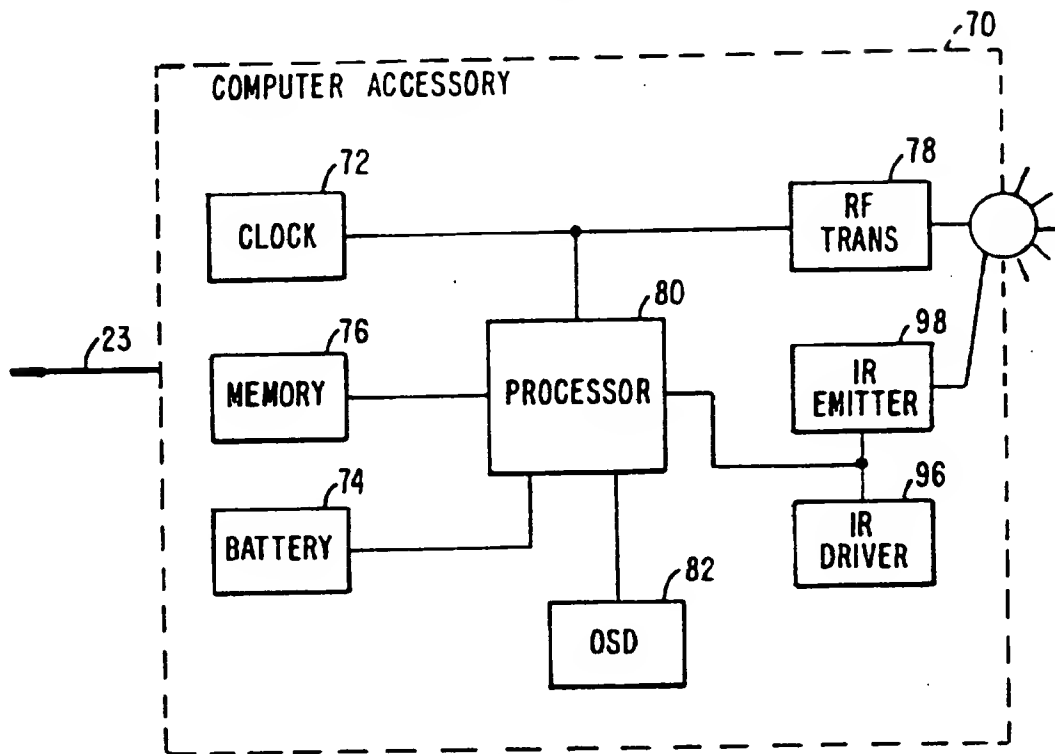 70
COMPUTER ACCESSORY
72
CLOCK
78
RF
TRANS
80
PROCESSOR
23
76
MEMORY
98
IR
EMITTER
74
BATTERY
96
IR
DRIVER
82
OSD